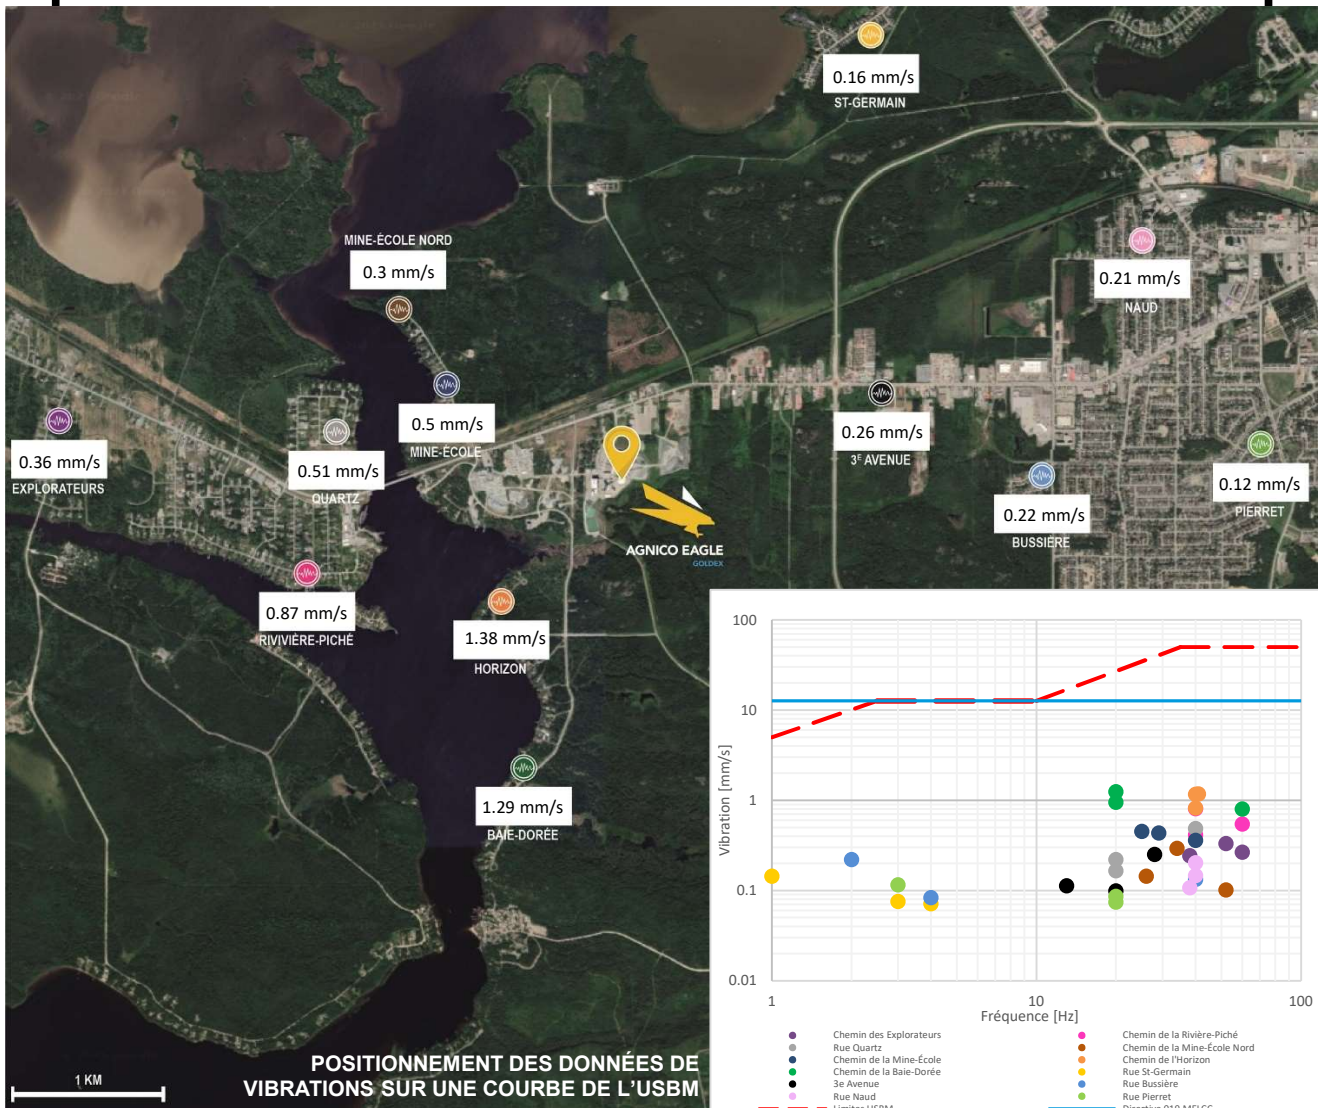 0.16 mm/s
ST-GERMAIN
MINE-ÉCOLE NORD
0.3 mm/s
0.21 mm/s
NAUD
0.5 mm/s
MINE-ÉCOLE
0.36 mm/s
EXPLORATEURS
0.51 mm/s
QUARTZ
0.26 mm/s
3E AVENUE
0.12 mm/s
PIERRET
0.22 mm/s
BUSSIÈRE
AGNICO EAGLE
GOLDEX
0.87 mm/s
RIVIVIÈRE-PICHÉ
1.38 mm/s
HORIZON
1.29 mm/s
BAIE-DORÉE
100
10
1
0.1
0.01
Vibration [mm/s]
1
10
100
Fréquence [Hz]
Chemin des Explorateurs
Chemin de la Rivière-Piché
Rue Quartz
Chemin de la Mine-École Nord
Chemin de la Mine-École
Chemin de l'Horizon
Chemin de la Baie-Dorée
Rue St-Germain
3e Avenue
Rue Bussière
Rue Naud
Rue Pierret
Limites USBM
Directive 019 MELCC
POSITIONNEMENT DES DONNÉES DE
VIBRATIONS SUR UNE COURBE DE L'USBM
1 KM